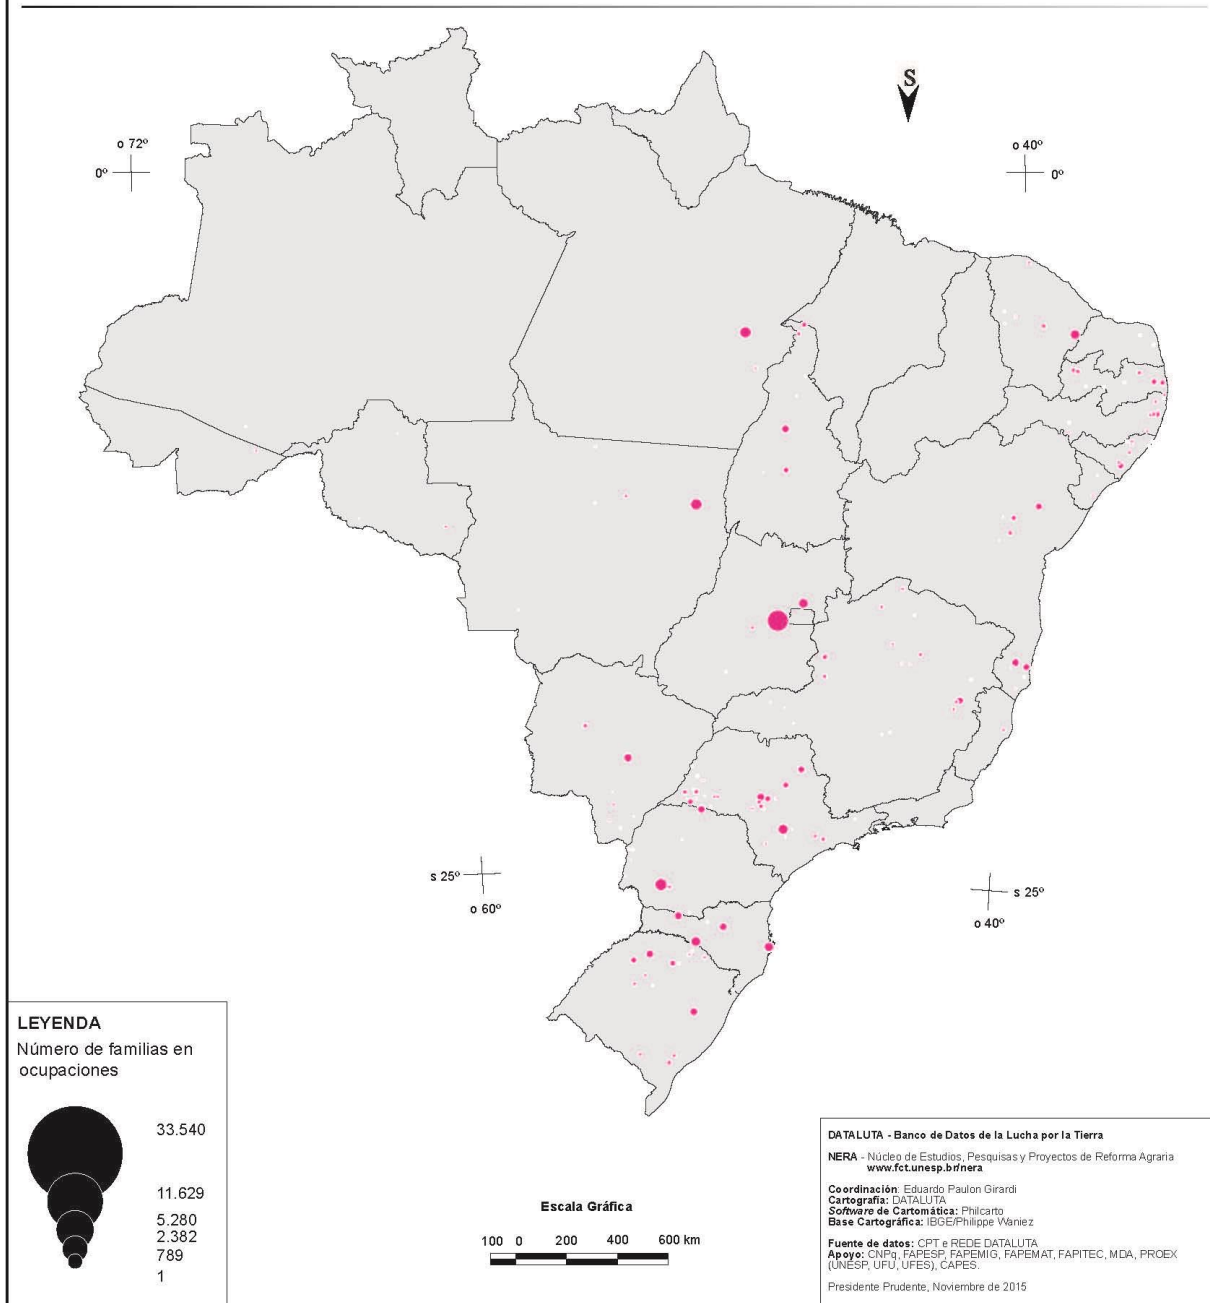 S
o 72º
0º
o 40º
0º
s 25º
o 60º
s 25º
o 40º
LEYENDA
Número de familias en
ocupaciones
33.540
11.629
5.280
2.382
789
1
Escala Gráfica
100 0 200 400 600 km
DATALUTA - Banco de Datos de la Lucha por la Tierra
NERA - Núcleo de Estudios, Pesquisas y Proyectos de Reforma Agraria
www.fct.unesp.br/nera
Coordinación: Eduardo Paulon Girardi
Cartografía: DATALUTA
Software de Cartomática: Philcarto
Base Cartográfica: IBGE/Philippe Waniez
Fuente de datos: CPT e REDE DATALUTA
Apoyo: CNPq, FAPESP, FAPEMIG, FAPEMAT, FAPITEC, MDA, PROEX
(UNESP, UFU, UFES), CAPES.
Presidente Prudente, Noviembre de 2015